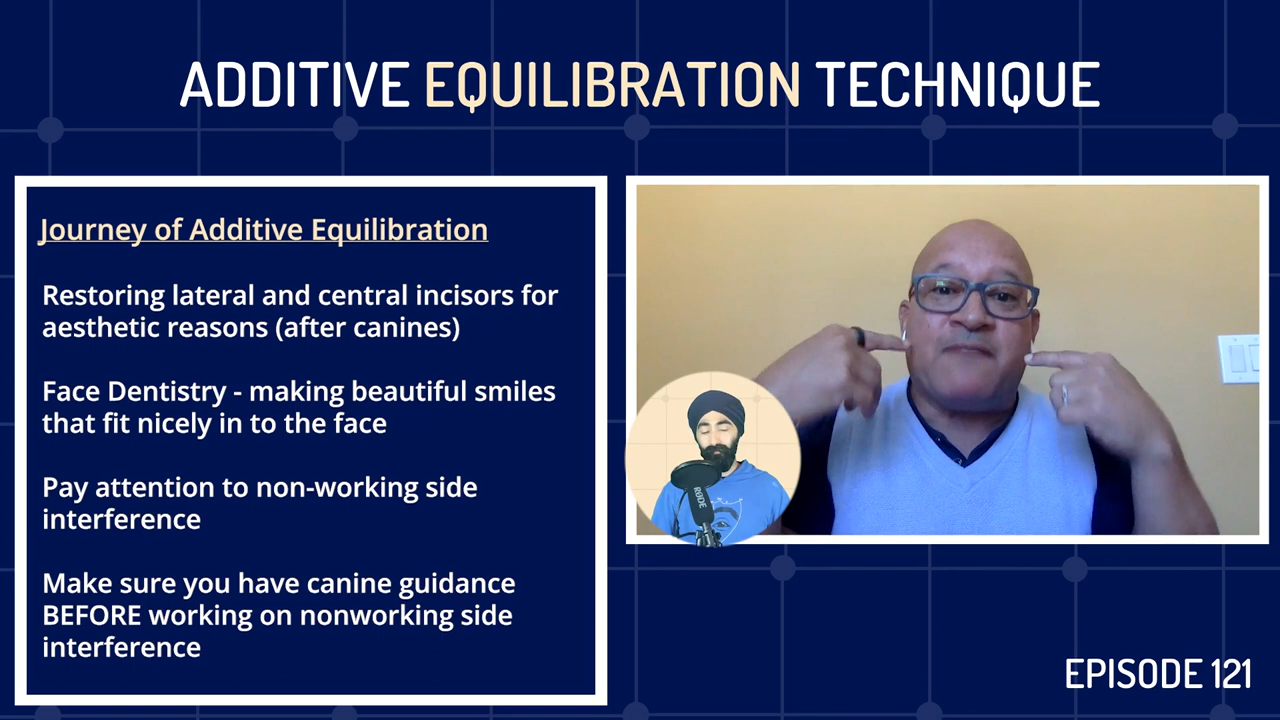 ADDITIVE EQUILIBRATION TECHNIQUE
Journey of Additive Equilibration
Restoring lateral and central incisors for
aesthetic reasons (after canines)
Face Dentistry - making beautiful smiles
that fit nicely in to the face
Pay attention to non-working side
interference
Make sure you have canine guidance
BEFORE working on nonworking side
interference
RODE
EPISODE 121